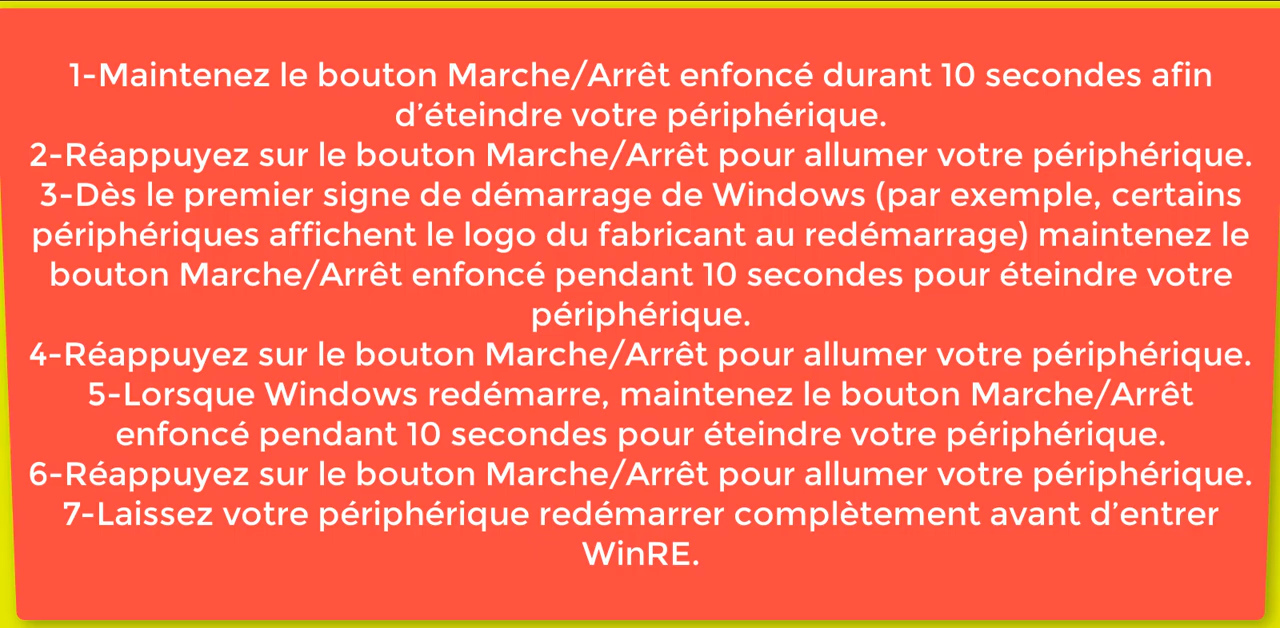 1-Maintenez le bouton Marche/Arrêt enfoncé durant 10 secondes afin
d’éteindre votre périphérique.
2-Réappuyez sur le bouton Marche/Arrêt pour allumer votre périphérique.
3-Dès le premier signe de démarrage de Windows (par exemple, certains
périphériques affichent le logo du fabricant au redémarrage) maintenez le
bouton Marche/Arrêt enfoncé pendant 10 secondes pour éteindre votre
périphérique.
4-Réappuyez sur le bouton Marche/Arrêt pour allumer votre périphérique.
5-Lorsque Windows redémarre, maintenez le bouton Marche/Arrêt
enfoncé pendant 10 secondes pour éteindre votre périphérique.
6-Réappuyez sur le bouton Marche/Arrêt pour allumer votre périphérique.
7-Laissez votre périphérique redémarrer complètement avant d’entrer
WinRE.